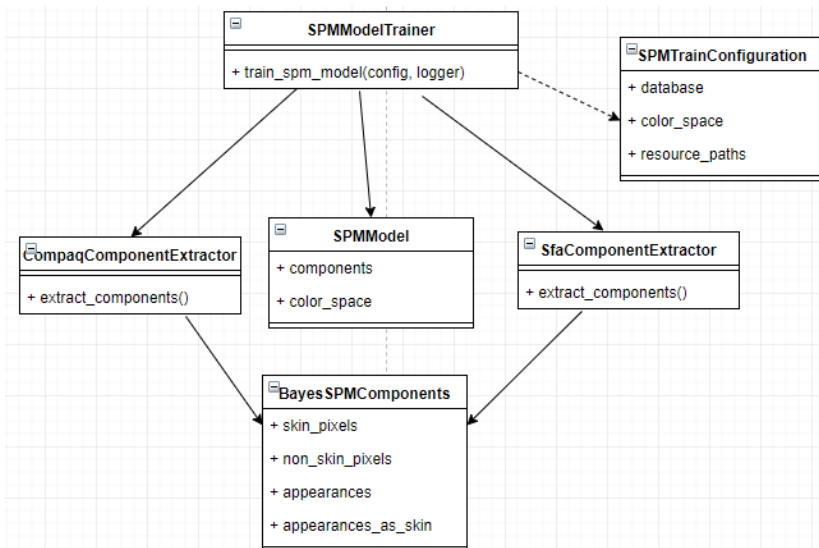 SPMModelTrainer
+ train_spm_model(config, logger)
SPMTrainConfiguration
+ database
+ color_space
+ resource_paths
CompaqComponentExtractor
+ extract_components()
SPMModel
+ components
+ color_space
SfaComponentExtractor
+ extract_components()
BayesSPMComponents
+ skin_pixels
+ non_skin_pixels
+ appearances
+ appearances_as_skin